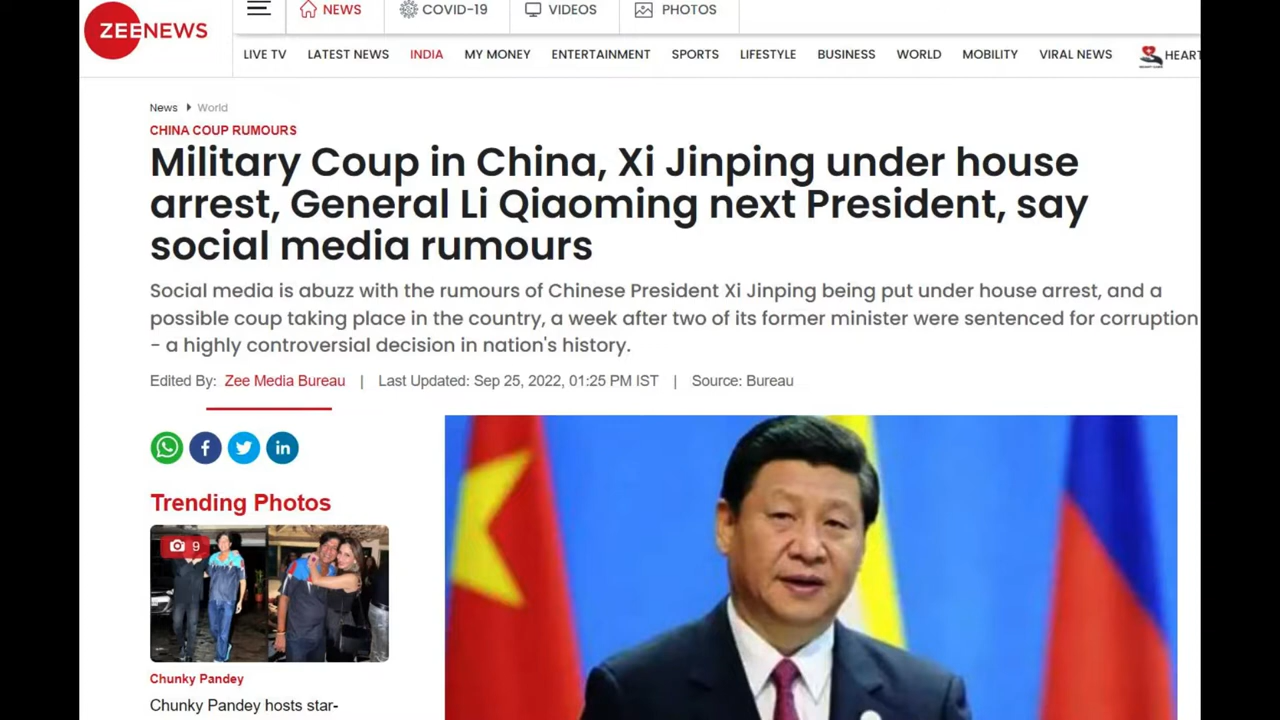 ZEENEWS
NEWS
COVID-19
VIDEOS
PHOTOS
LIVE TV
LATEST NEWS
INDIA
MY MONEY
ENTERTAINMENT
SPORTS
LIFESTYLE
BUSINESS
WORLD
MOBILITY
VIRAL NEWS
HEART
News
World
CHINA COUP RUMOURS
Military Coup in China, Xi Jinping under house
arrest, General Li Qiaoming next President, say
social media rumours
Social media is abuzz with the rumours of Chinese President Xi Jinping being put under house arrest, and a
possible coup taking place in the country, a week after two of its former minister were sentenced for corruption
- a highly controversial decision in nation's history.
Edited By: Zee Media Bureau | Last Updated: Sep 25, 2022, 01:25 PM IST | Source: Bureau
Trending Photos
9
Chunky Pandey
Chunky Pandey hosts star-